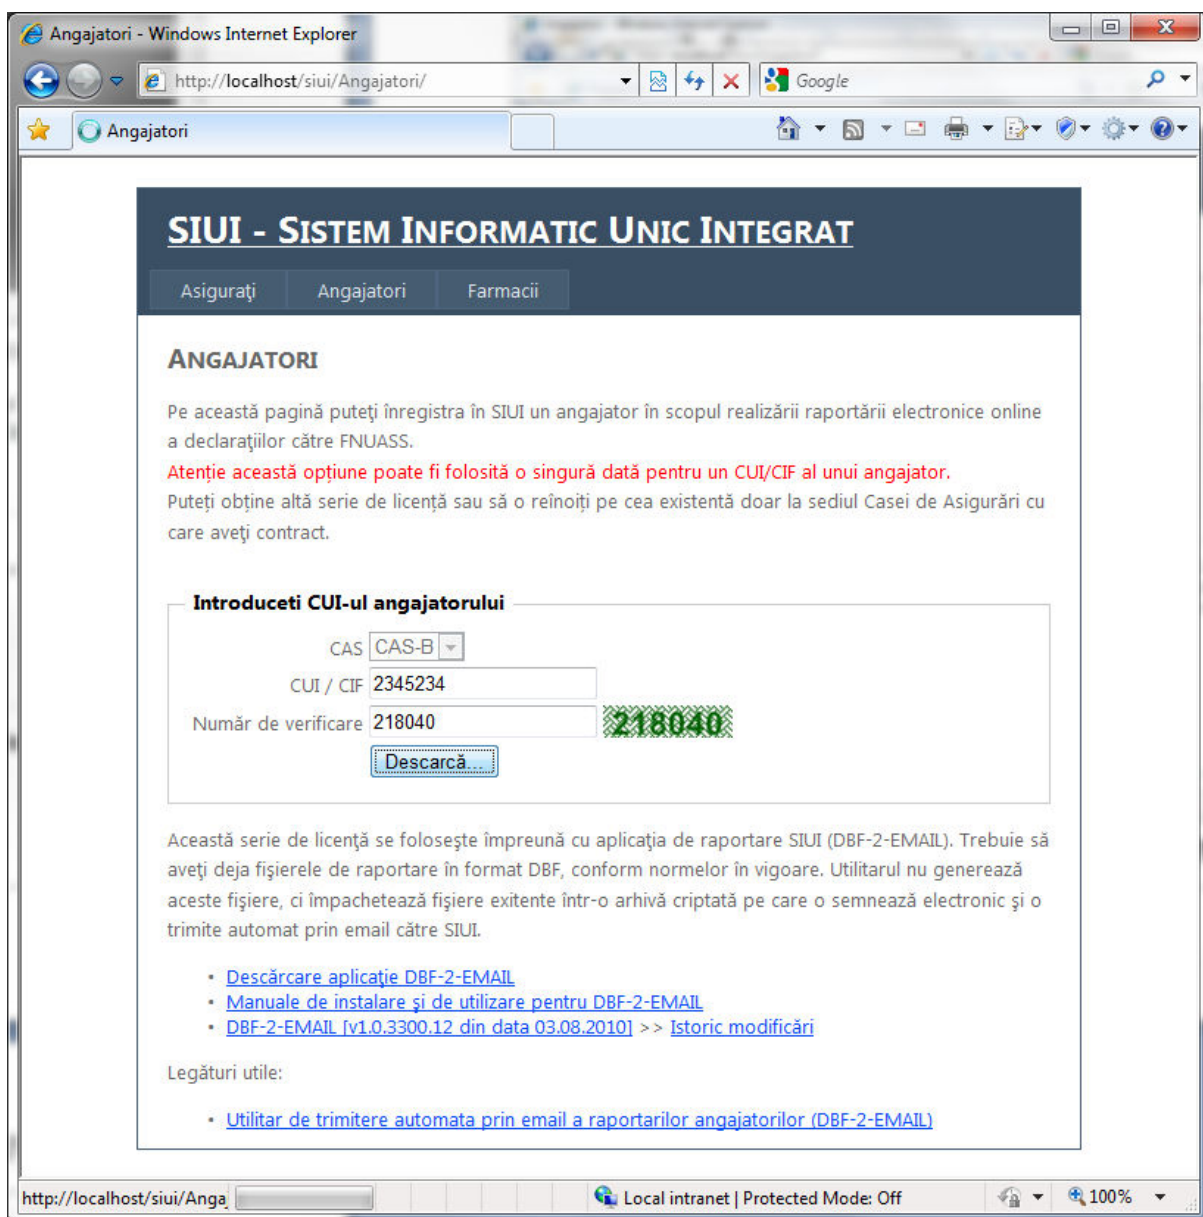 Angajatori - Windows Internet Explorer
http://localhost/siui/Angajatori/
Google
Angajatori
SIUI - SISTEM INFORMATIC UNIC INTEGRAT
Asiguraţi Angajatori Farmacii
ANGAJATORI
Pe această pagină puteţi înregistra în SIUI un angajator în scopul realizării raportării electronice online
a declaraţiilor către FNUASS.
Atenție această opțiune poate fi folosită o singură dată pentru un CUI/CIF al unui angajator.
Puteți obține altă serie de licență sau să o reînoiți pe cea existentă doar la sediul Casei de Asigurări cu
care aveţi contract.
Introduceti CUI-ul angajatorului
CAS CAS-B
CUI / CIF 2345234
Număr de verificare 218040 218040
Descarcă...
Această serie de licenţă se foloseşte împreună cu aplicaţia de raportare SIUI (DBF-2-EMAIL). Trebuie să
aveţi deja fişierele de raportare în format DBF, conform normelor în vigoare. Utilitarul nu generează
aceste fişiere, ci împachetează fişiere exitente într-o arhivă criptată pe care o semnează electronic şi o
trimite automat prin email către SIUI.
• Descărcare aplicaţie DBF-2-EMAIL
• Manuale de instalare şi de utilizare pentru DBF-2-EMAIL
• DBF-2-EMAIL [v1.0.3300.12 din data 03.08.2010] >> Istoric modificări
Legături utile:
• Utilitar de trimitere automata prin email a raportarilor angajatorilor (DBF-2-EMAIL)
http://localhost/siui/Anga Local intranet | Protected Mode: Off 100%